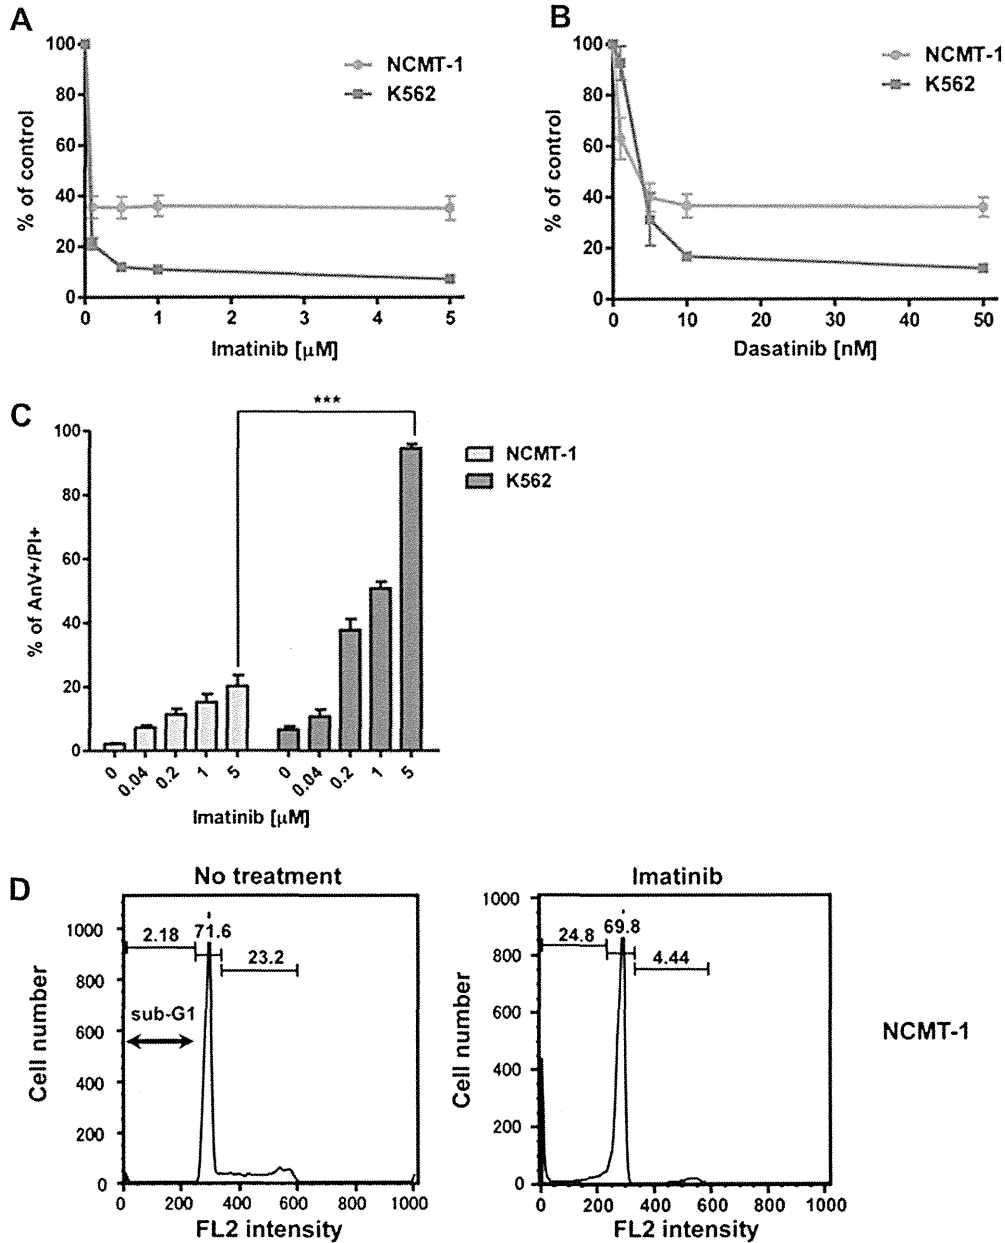 A
100
80
60
40
20
0
% of control
0 1 2 3 4 5
Imatinib [μM]
NCMT-1
K562
B
100
80
60
40
20
0
% of control
0 10 20 30 40 50
Dasatinib [nM]
NCMT-1
K562
C
***
100
80
60
40
20
0
% of AnV+/PI+
0 0.04 0.2 1 5 0 0.04 0.2 1 5
Imatinib [μM]
NCMT-1
K562
D
No treatment
1000
800
600
400
200
0
Cell number
2.18 71.6
23.2
sub-G1
0 200 400 600 800 1000
FL2 intensity
Imatinib
1000
800
600
400
200
0
Cell number
24.8 69.8
4.44
0 200 400 600 800 1000
FL2 intensity
NCMT-1